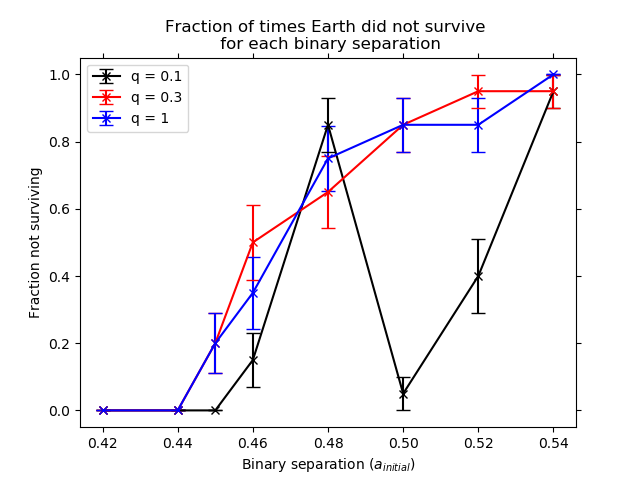 Fraction of times Earth did not survive
for each binary separation
q = 0.1
q = 0.3
q = 1
Fraction not surviving
1.0
0.8
0.6
0.4
0.2
0.0
0.42 0.44 0.46 0.48 0.50 0.52 0.54
Binary separation (a_initial)